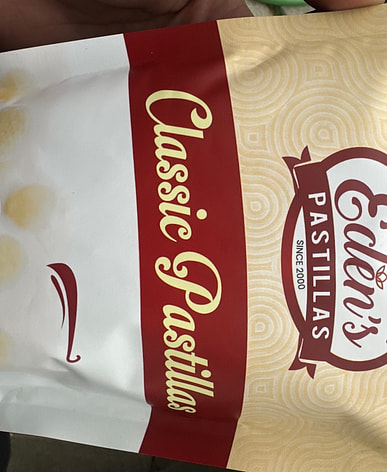 Eden's
PASTILLAS
SINCE 2000
Classic Pastillas